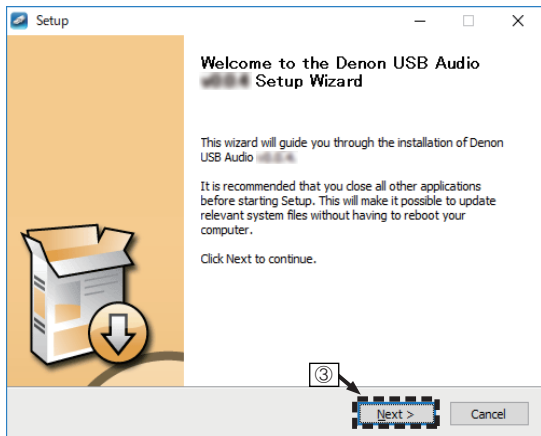 Setup
Welcome to the Denon USB Audio
Setup Wizard
This wizard will guide you through the installation of Denon
USB Audio
It is recommended that you close all other applications
before starting Setup. This will make it possible to update
relevant system files without having to reboot your
computer.
Click Next to continue.
③
Next >
Cancel